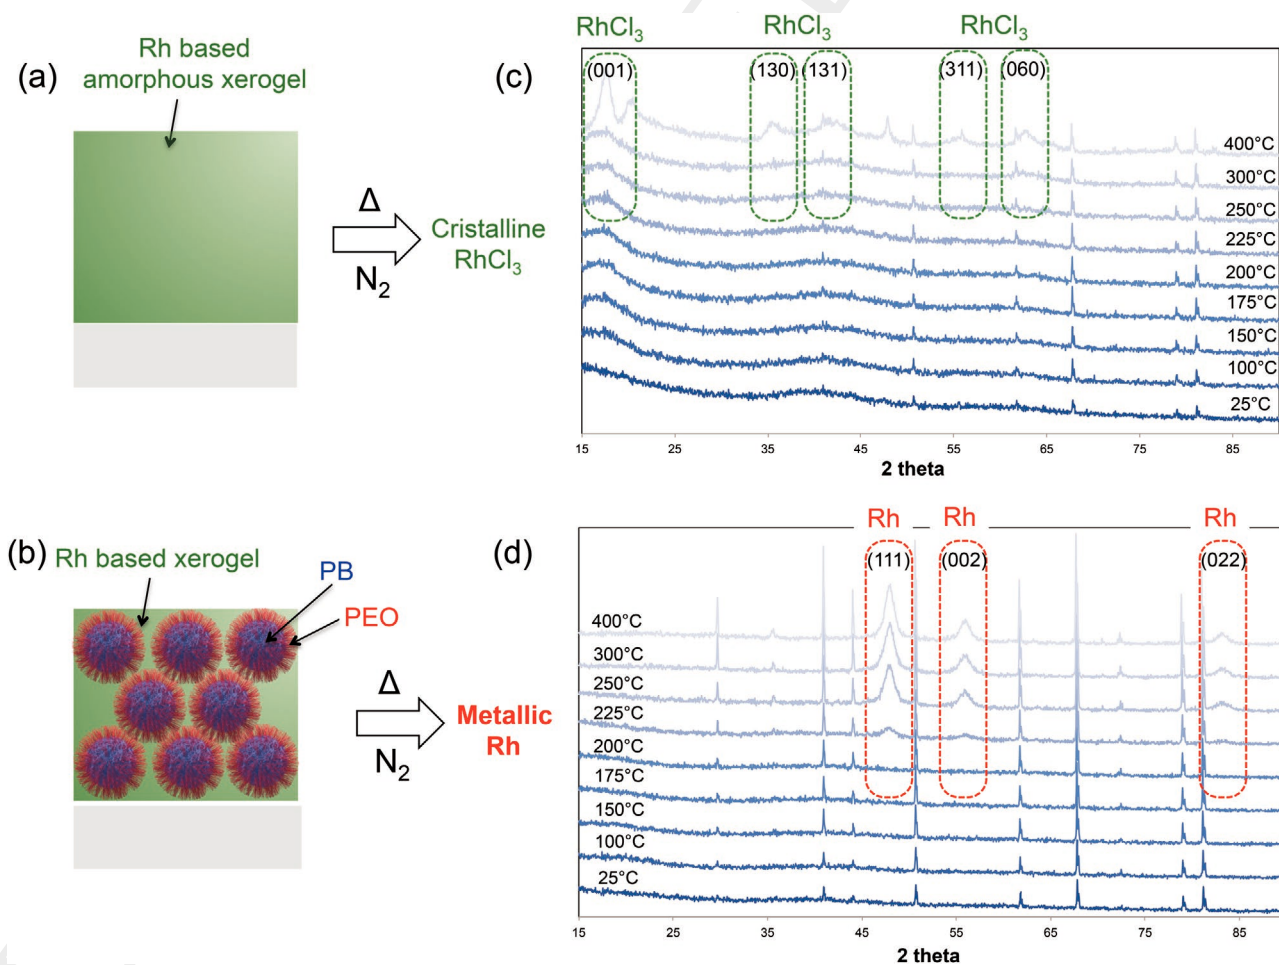 (a)
Rh based
amorphous xerogel
Δ
N₂
Cristalline
RhCl₃
(c)
RhCl₃ RhCl₃ RhCl₃
(001) (130) (131) (311) (060)
400°C
300°C
250°C
225°C
200°C
175°C
150°C
100°C
25°C
15 25 35 45 55 65 75 85
2 theta
(b)
Rh based xerogel
PB
PEO
Δ
N₂
Metallic
Rh
(d)
Rh Rh Rh
(111) (002) (022)
400°C
300°C
250°C
225°C
200°C
175°C
150°C
100°C
25°C
15 25 35 45 55 65 75 85
2 theta